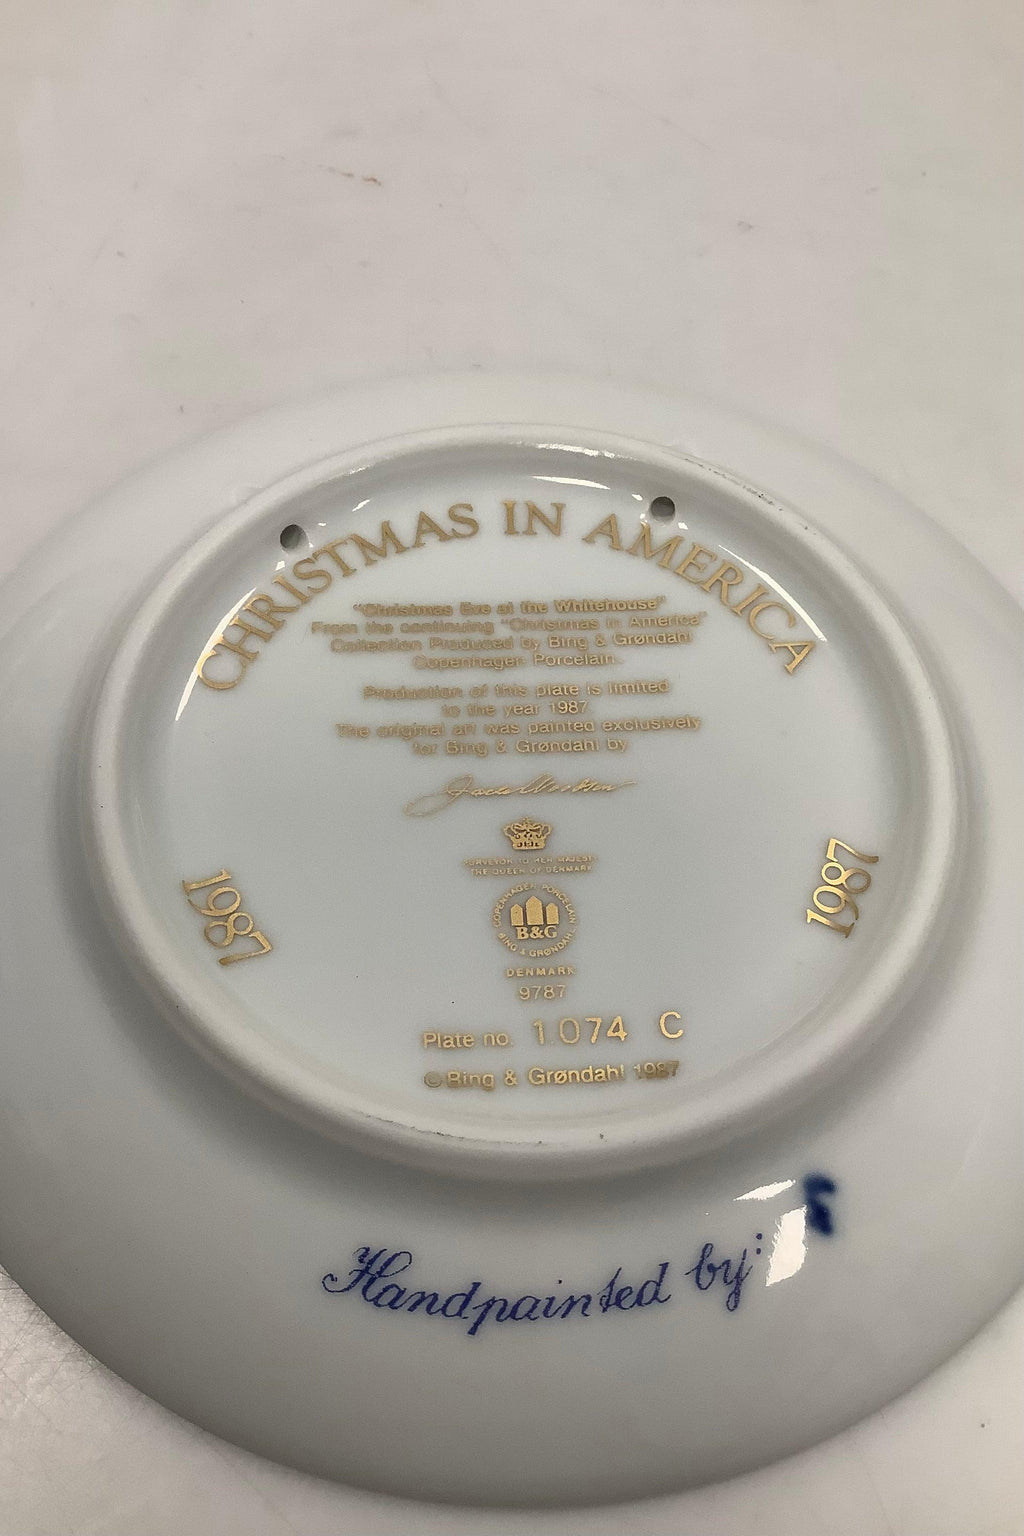 CHRISTMAS IN AMERICA
"Christmas Eve at the Whitehouse"
From the continuing "Christmas in America"
Collection Produced by Bing & Grøndahl
Copenhagen Porcelain.
Production of this plate is limited
to the year 1987.
The original art was painted exclusively
for Bing & Grøndahl by
1987
1987
PURVEYOR TO HER MAJESTY
THE QUEEN OF DENMARK
COPENHAGEN PORCELAIN
B&G
BING & GRØNDAHL
DENMARK
9787
Plate no. 1.074 C
©Bing & Grøndahl 1987
Handpainted by: